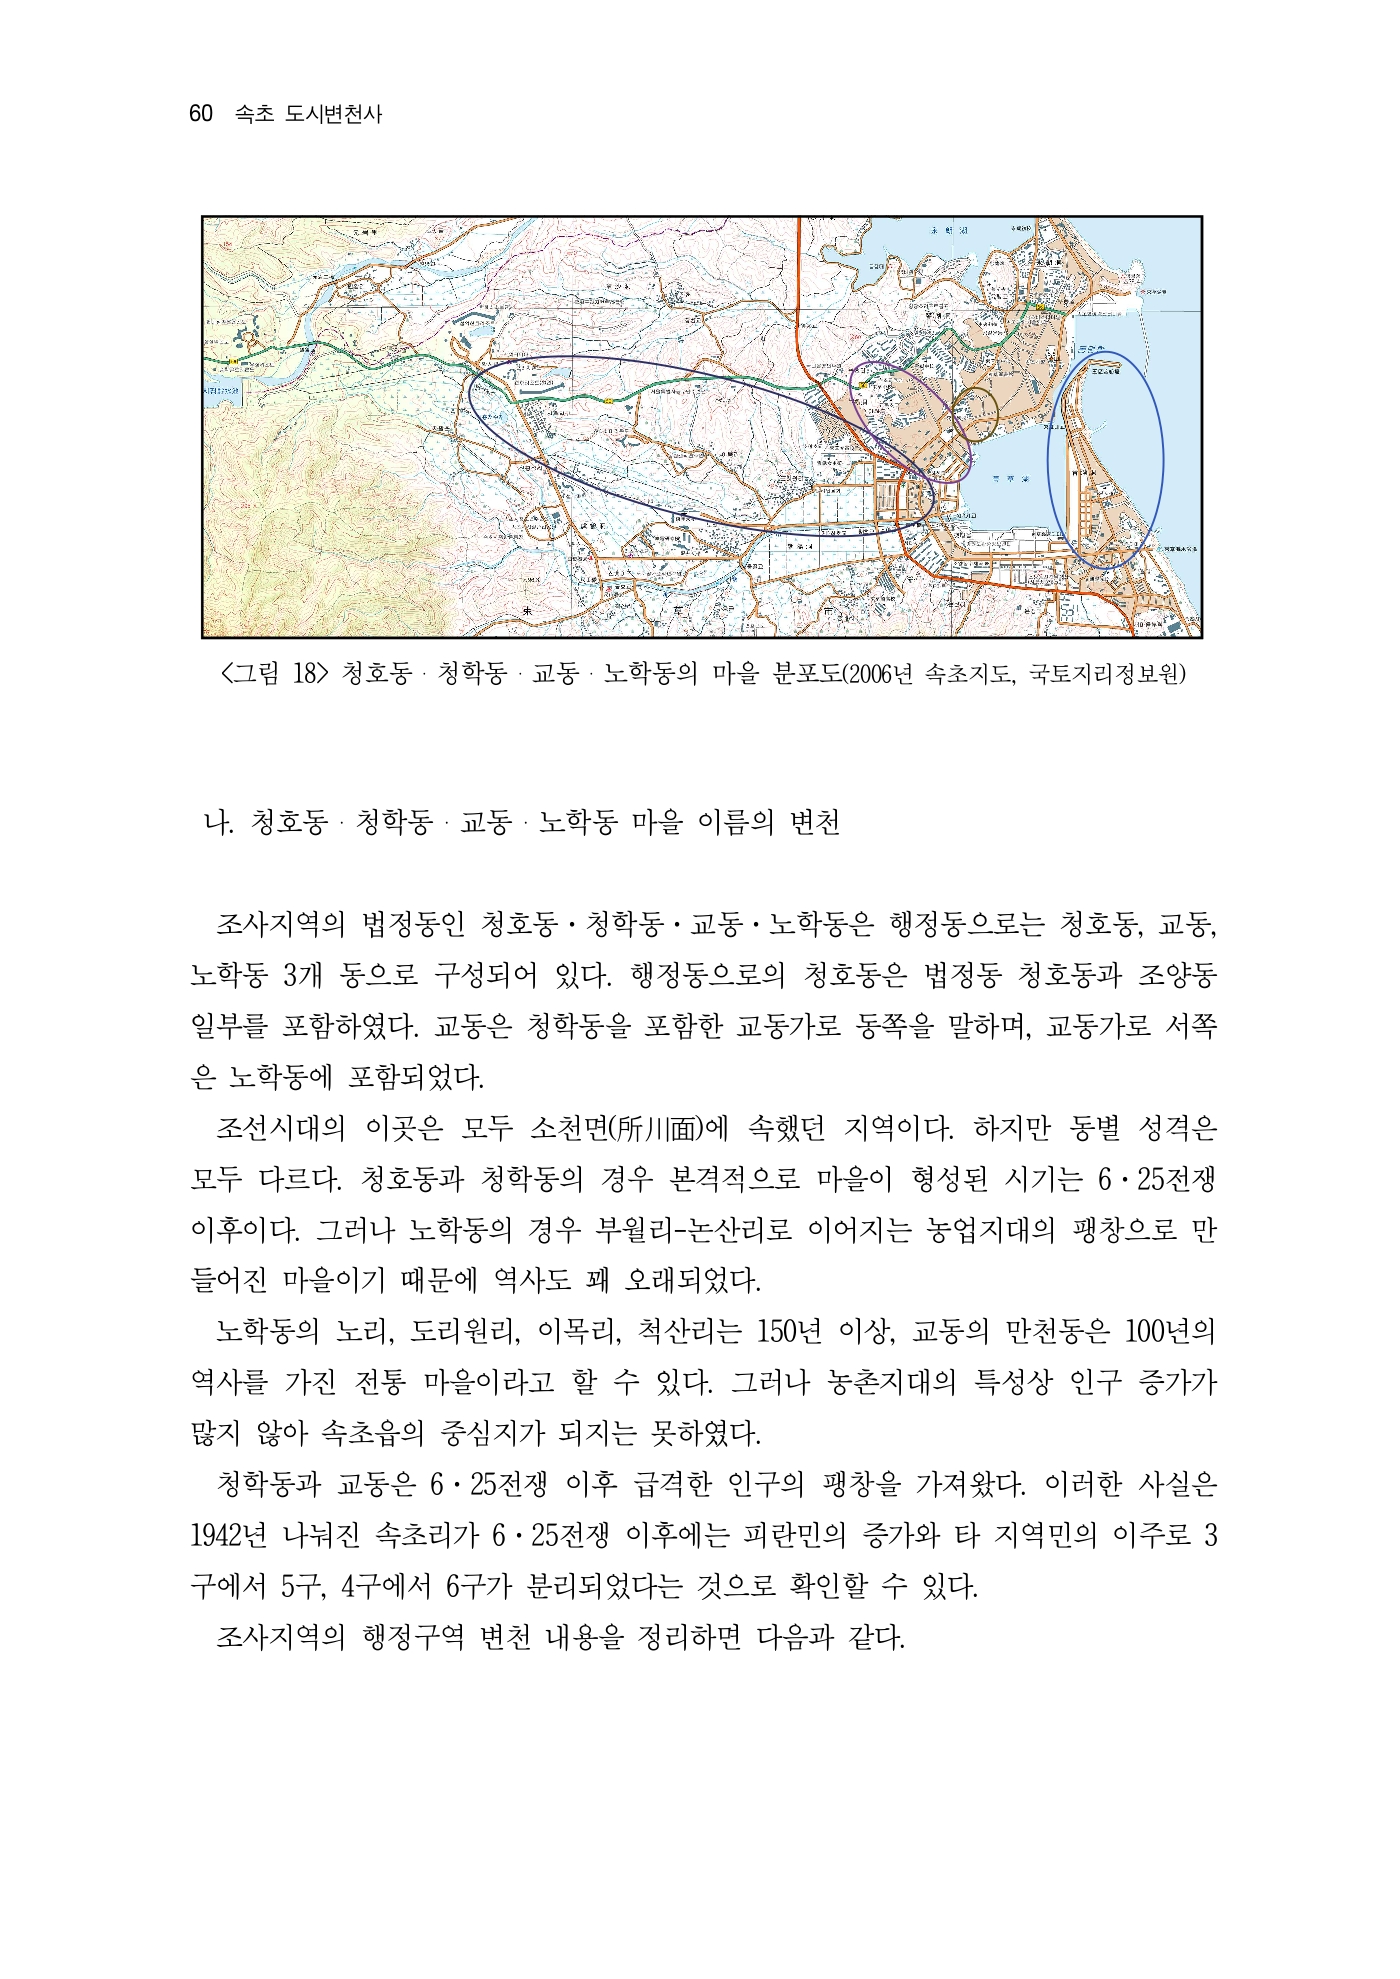 60 속초 도시변천사
永朗湖
靑草湖
束 草 市
<그림 18> 청호동 · 청학동 · 교동 · 노학동의 마을 분포도(2006년 속초지도, 국토지리정보원)
나. 청호동 · 청학동 · 교동 · 노학동 마을 이름의 변천
조사지역의 법정동인 청호동·청학동·교동·노학동은 행정동으로는 청호동, 교동,
노학동 3개 동으로 구성되어 있다. 행정동으로의 청호동은 법정동 청호동과 조양동
일부를 포함하였다. 교동은 청학동을 포함한 교동가로 동쪽을 말하며, 교동가로 서쪽
은 노학동에 포함되었다.
조선시대의 이곳은 모두 소천면(所川面)에 속했던 지역이다. 하지만 동별 성격은
모두 다르다. 청호동과 청학동의 경우 본격적으로 마을이 형성된 시기는 6·25전쟁
이후이다. 그러나 노학동의 경우 부월리-논산리로 이어지는 농업지대의 팽창으로 만
들어진 마을이기 때문에 역사도 꽤 오래되었다.
노학동의 노리, 도리원리, 이목리, 척산리는 150년 이상, 교동의 만천동은 100년의
역사를 가진 전통 마을이라고 할 수 있다. 그러나 농촌지대의 특성상 인구 증가가
많지 않아 속초읍의 중심지가 되지는 못하였다.
청학동과 교동은 6·25전쟁 이후 급격한 인구의 팽창을 가져왔다. 이러한 사실은
1942년 나눠진 속초리가 6·25전쟁 이후에는 피란민의 증가와 타 지역민의 이주로 3
구에서 5구, 4구에서 6구가 분리되었다는 것으로 확인할 수 있다.
조사지역의 행정구역 변천 내용을 정리하면 다음과 같다.